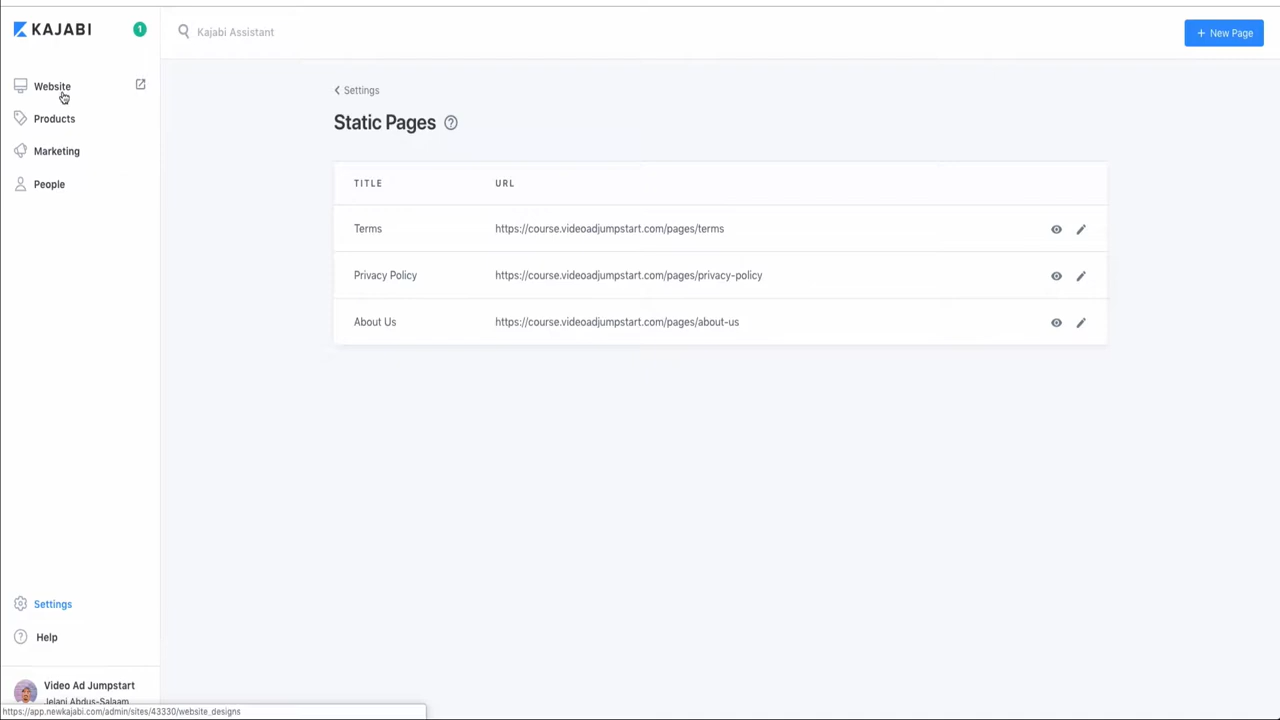 KAJABI
1
Kajabi Assistant
+ New Page
Website
Products
Marketing
People
Settings
Static Pages ?
TITLE URL
Terms https://course.videoadjumpstart.com/pages/terms
Privacy Policy https://course.videoadjumpstart.com/pages/privacy-policy
About Us https://course.videoadjumpstart.com/pages/about-us
Settings
? Help
Video Ad Jumpstart
Jelani Abdus-Salaam
https://app.newkajabi.com/admin/sites/43330/website_designs